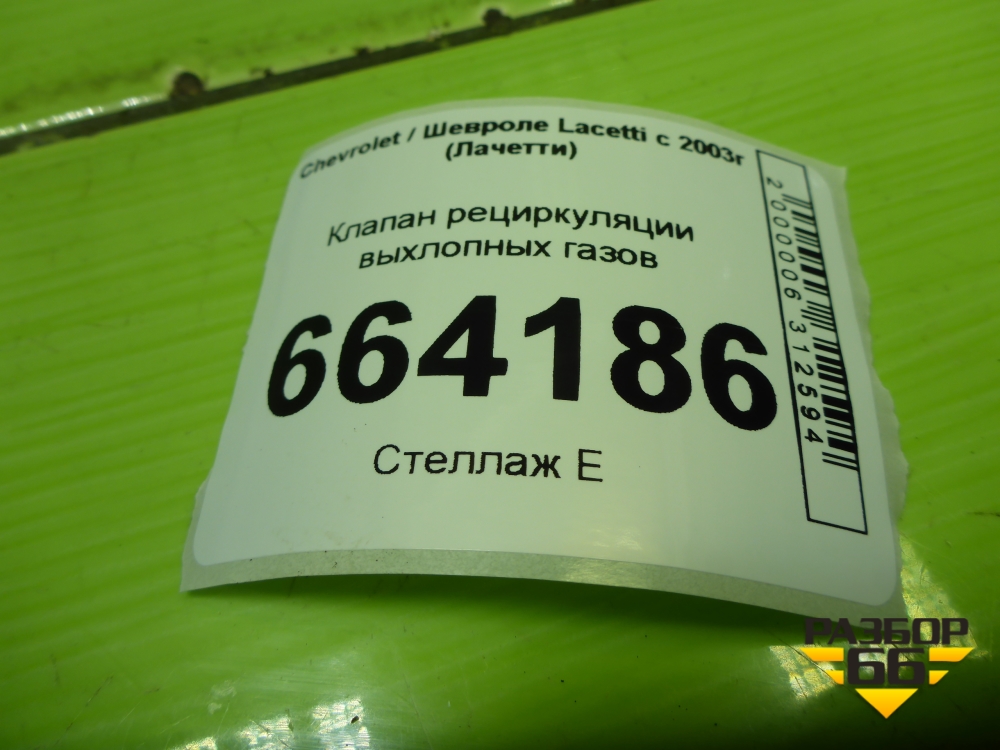 Chevrolet / Шевроле Lacetti с 2003г
(Лачетти)
Клапан рециркуляции
выхлопных газов
664186
Стеллаж Е
2000006312594
РАЗБОР
66